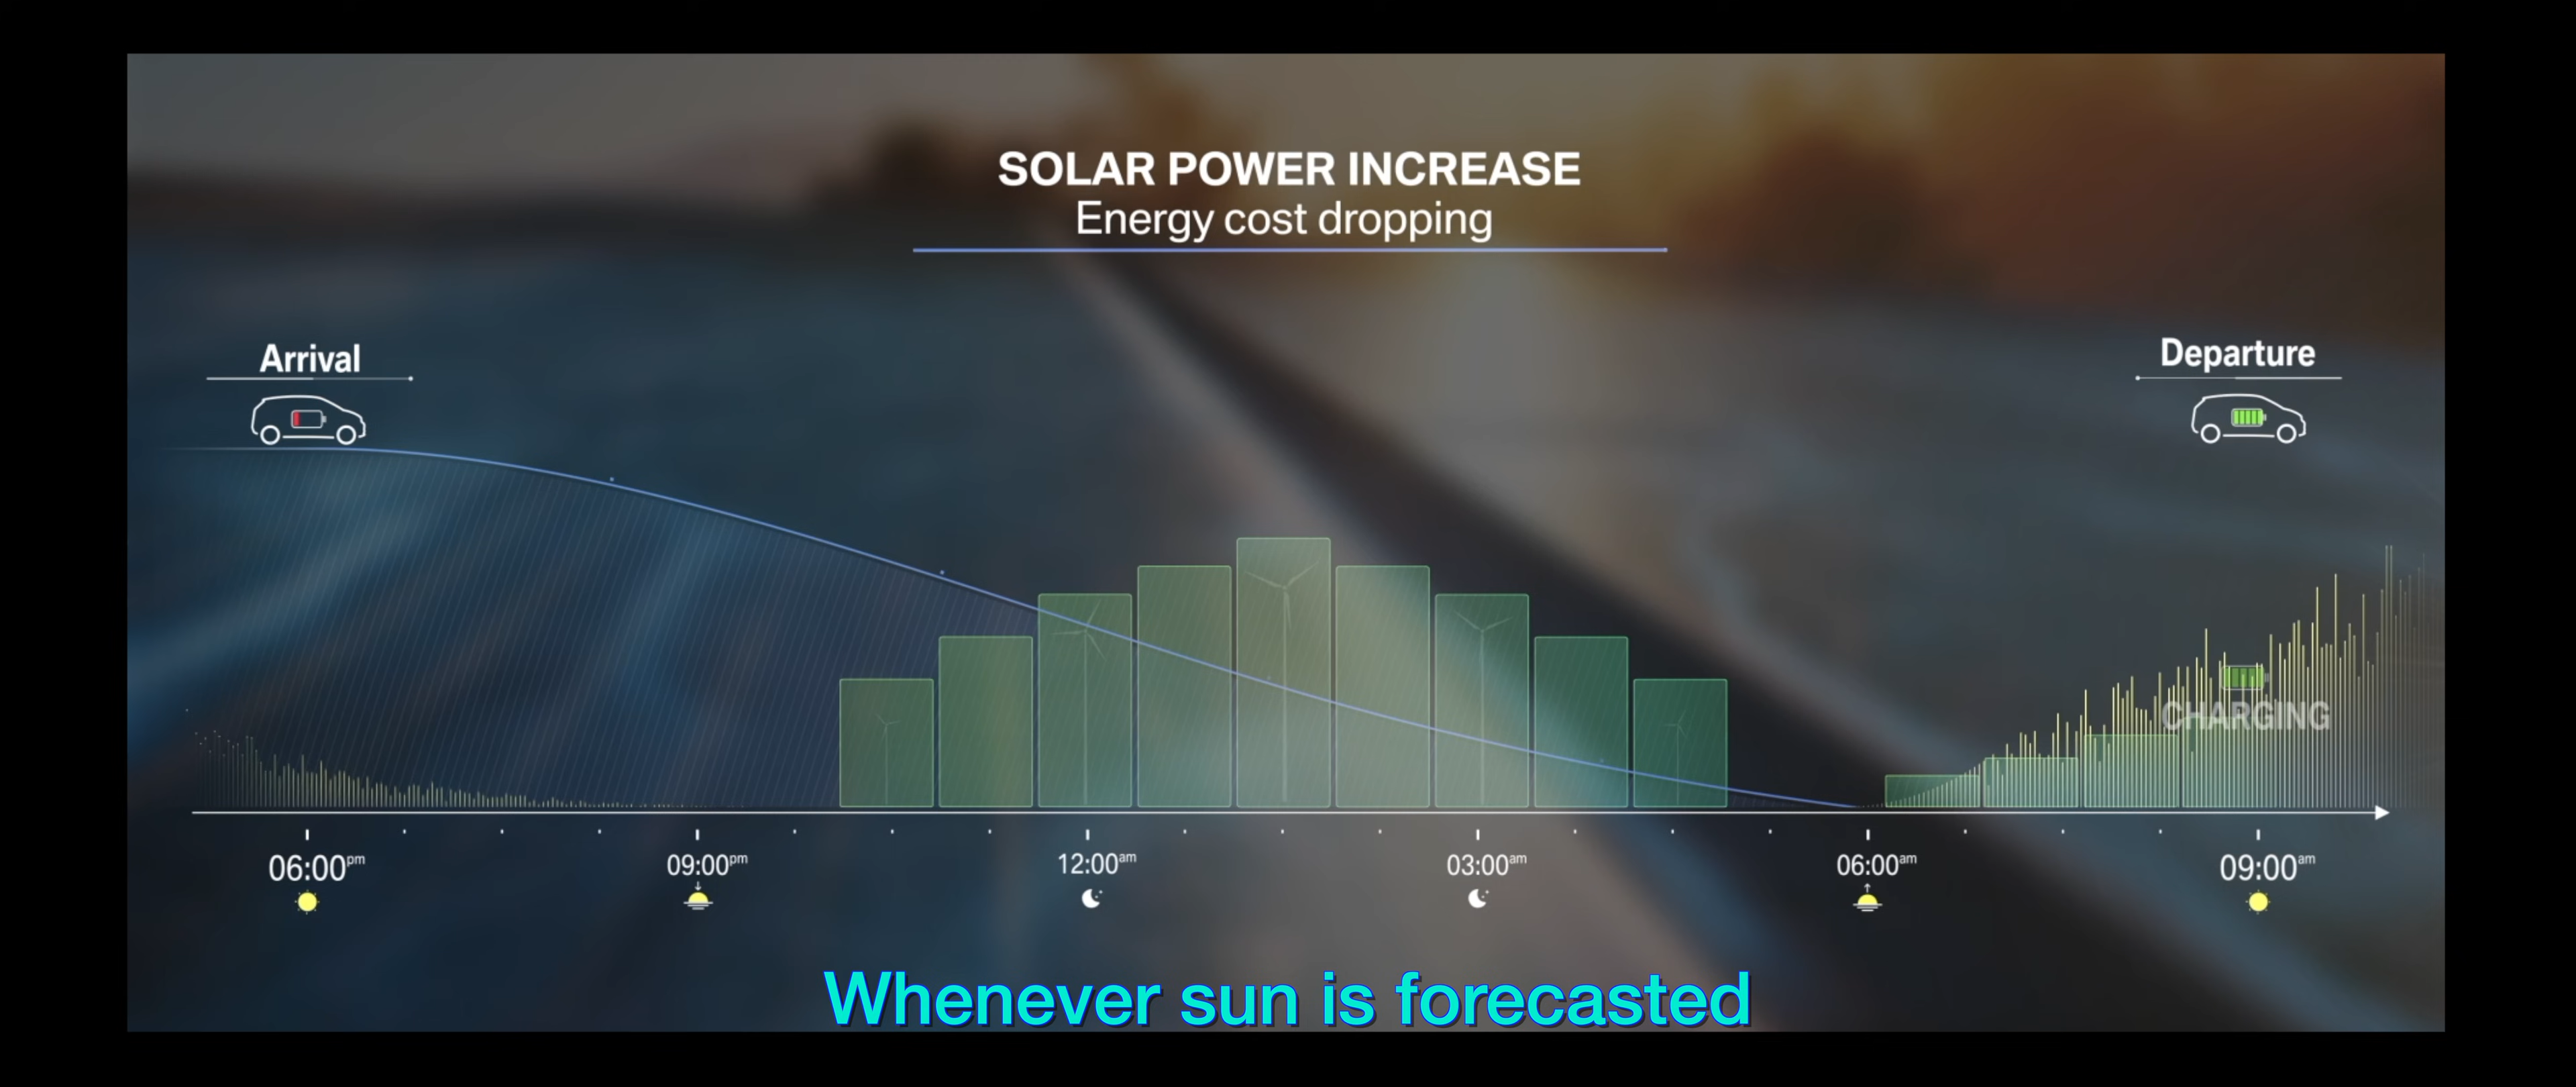 SOLAR POWER INCREASE
Energy cost dropping
Arrival
Departure
CHARGING
06:00pm
09:00pm
12:00am
03:00am
06:00am
09:00am
Whenever sun is forecasted